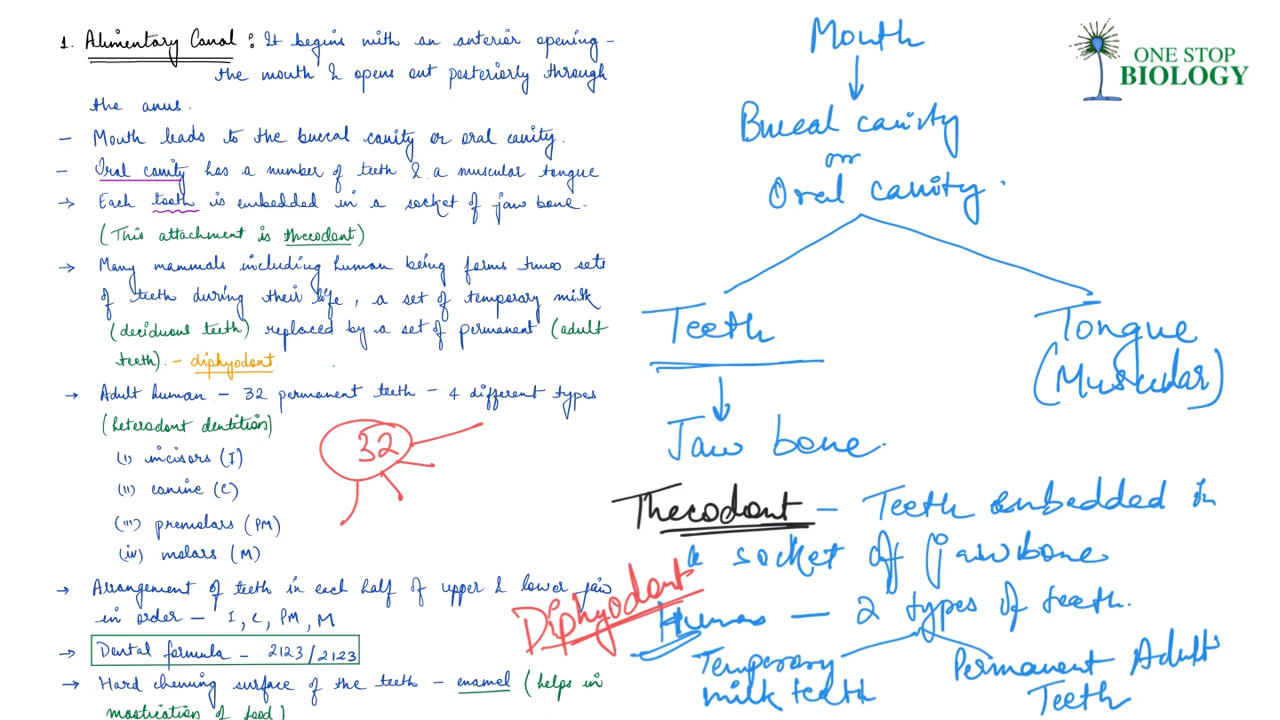 1. Alimentary Canal : It begins with an anterior opening -
the mouth & opens out posteriorly through
the anus.
- Mouth leads to the buccal cavity or oral cavity.
- Oral cavity has a number of teeth & a muscular tongue
→ Each tooth is embedded in a socket of jaw bone.
(This attachment is thecodont)
→ Many mammals including human being forms two sets
of teeth during their life, a set of temporary milk
(deciduous teeth) replaced by a set of permanent (adult
teeth). - diphyodont
→ Adult human - 32 permanent teeth - 4 different types
(heterodont dentition)
(i) incisors (I)
(ii) canine (C)
(iii) premolars (PM)
(iv) molars (M)
32
→ Arrangement of teeth in each half of upper & lower jaw
in order - I, C, PM, M
→ Dental formula - 2123/2123
→ Hard chewing surface of the teeth - enamel (helps in
mastication of food)
Mouth
Buccal cavity
or
Oral cavity.
Teeth
Tongue
(Muscular)
Jaw bone.
Thecodont - Teeth embedded in
a socket of jawbone
Diphyodont
Human - 2 types of teeth.
Temporary
milk teeth
Permanent Adult
Teeth
ONE STOP
BIOLOGY